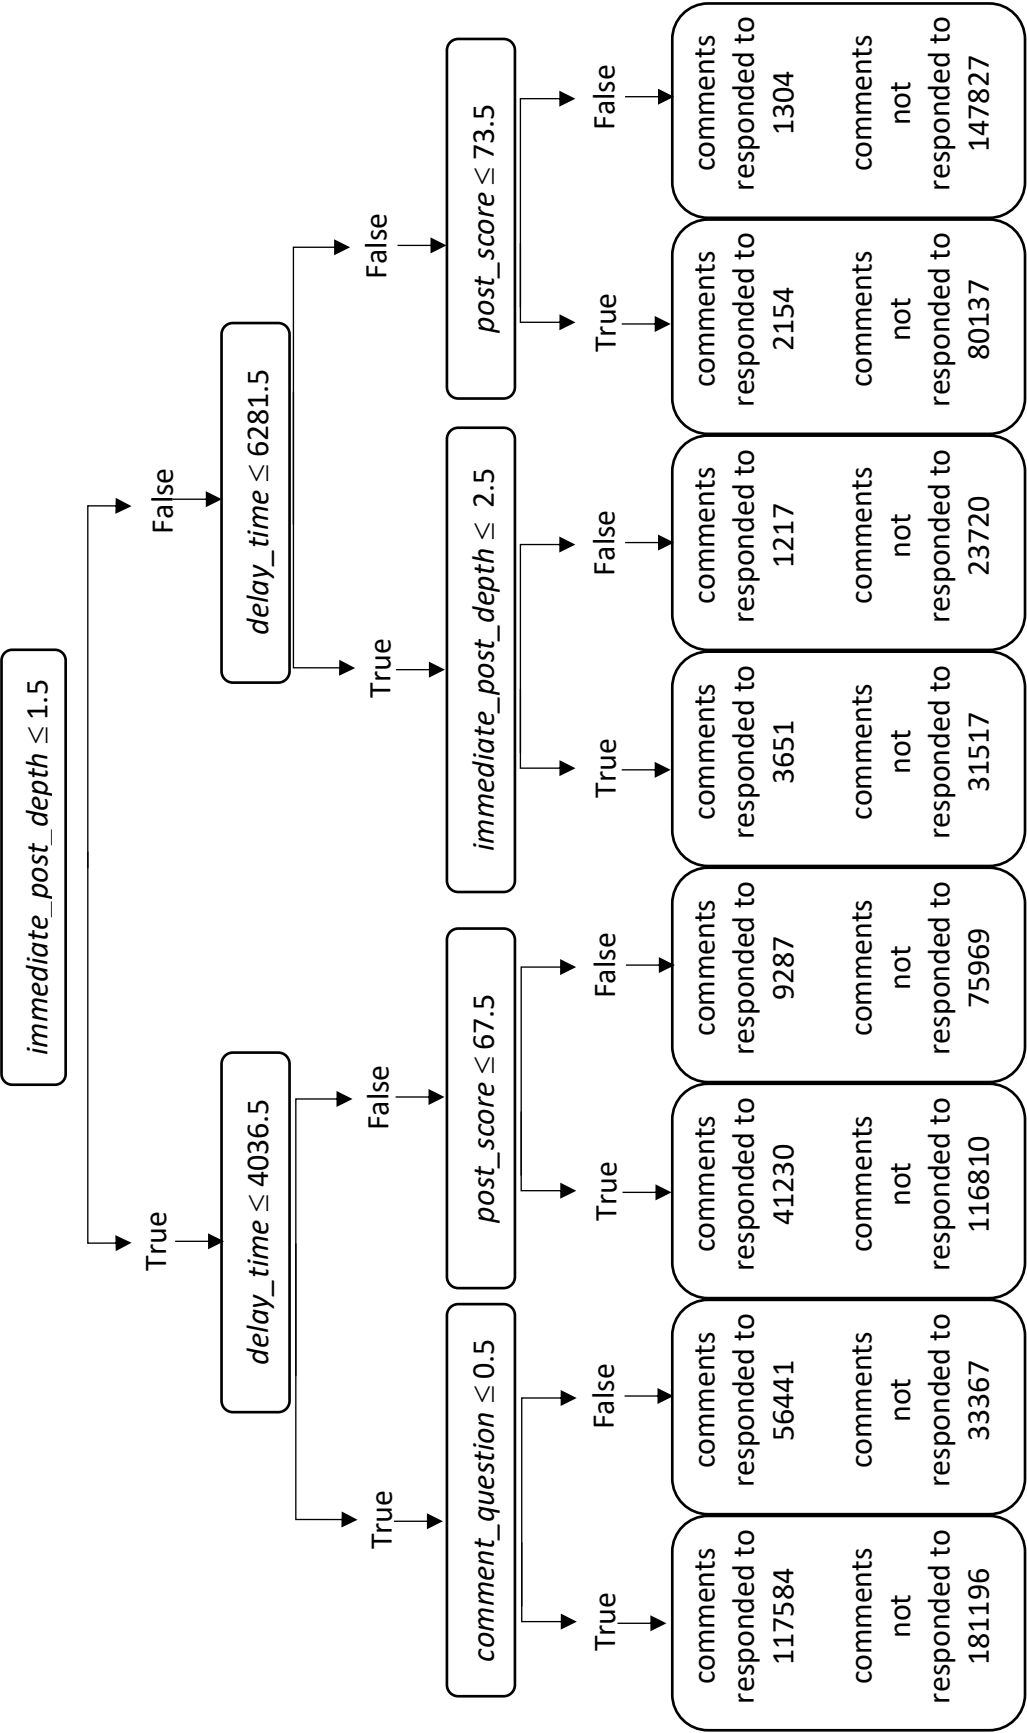 immediate_post_depth ≤ 1.5
True
False
delay_time ≤ 4036.5
delay_time ≤ 6281.5
True
False
True
False
comment_question ≤ 0.5
post_score ≤ 67.5
immediate_post_depth ≤ 2.5
post_score ≤ 73.5
True
False
True
False
True
False
True
False
comments
responded to
117584
comments
not
responded to
181196
comments
responded to
56441
comments
not
responded to
33367
comments
responded to
41230
comments
not
responded to
116810
comments
responded to
9287
comments
not
responded to
75969
comments
responded to
3651
comments
not
responded to
31517
comments
responded to
1217
comments
not
responded to
23720
comments
responded to
2154
comments
not
responded to
80137
comments
responded to
1304
comments
not
responded to
147827